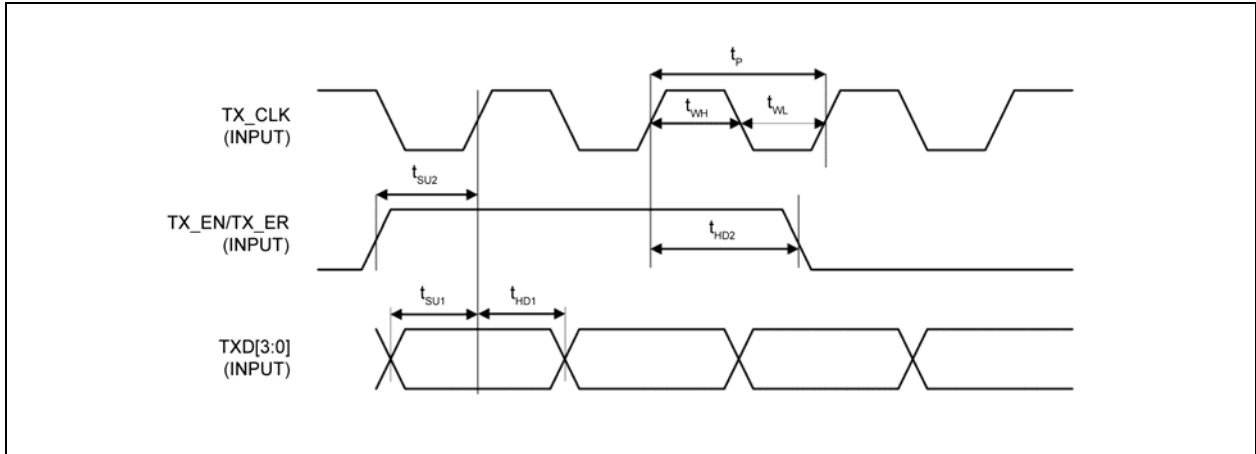 t_P
TX_CLK
(INPUT)
t_WH
t_WL
t_SU2
TX_EN/TX_ER
(INPUT)
t_HD2
t_SU1
t_HD1
TXD[3:0]
(INPUT)